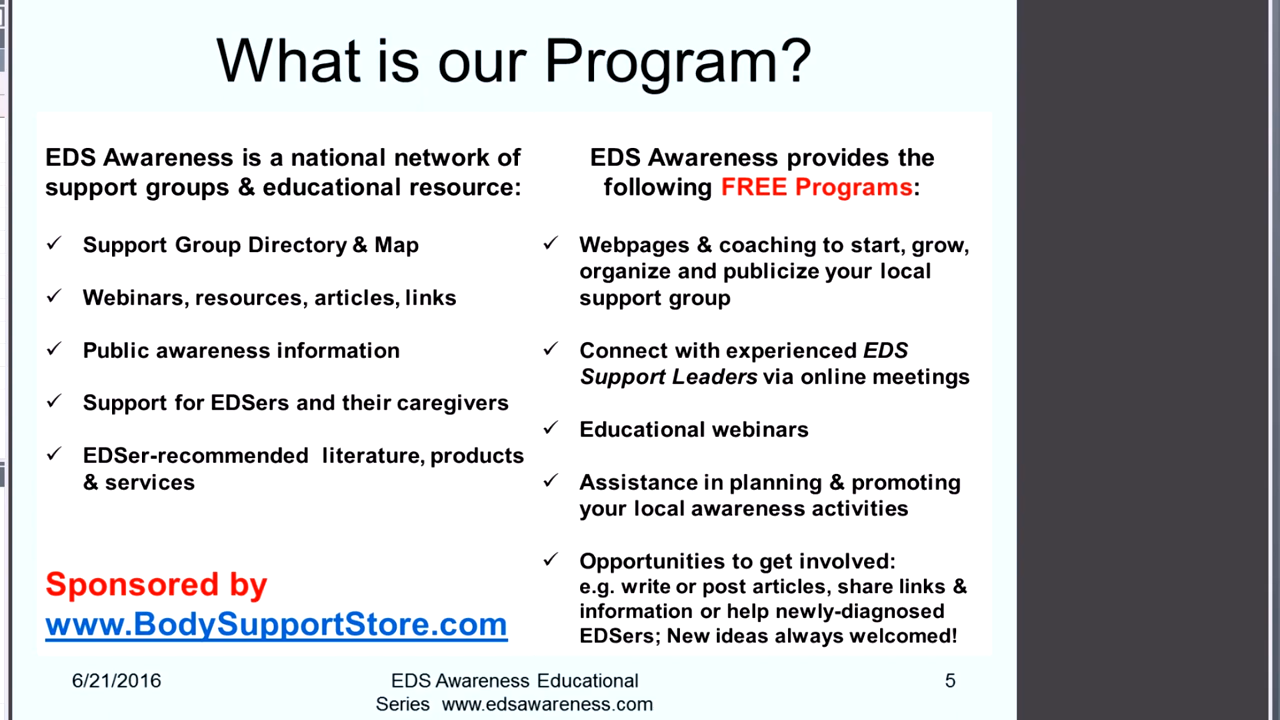 What is our Program?
EDS Awareness is a national network of
support groups & educational resource:
✓ Support Group Directory & Map
✓ Webinars, resources, articles, links
✓ Public awareness information
✓ Support for EDSers and their caregivers
✓ EDSer-recommended literature, products
& services
Sponsored by
www.BodySupportStore.com
EDS Awareness provides the
following FREE Programs:
✓ Webpages & coaching to start, grow,
organize and publicize your local
support group
✓ Connect with experienced EDS
Support Leaders via online meetings
✓ Educational webinars
✓ Assistance in planning & promoting
your local awareness activities
✓ Opportunities to get involved:
e.g. write or post articles, share links &
information or help newly-diagnosed
EDSers; New ideas always welcomed!
6/21/2016
EDS Awareness Educational
Series www.edsawareness.com
5